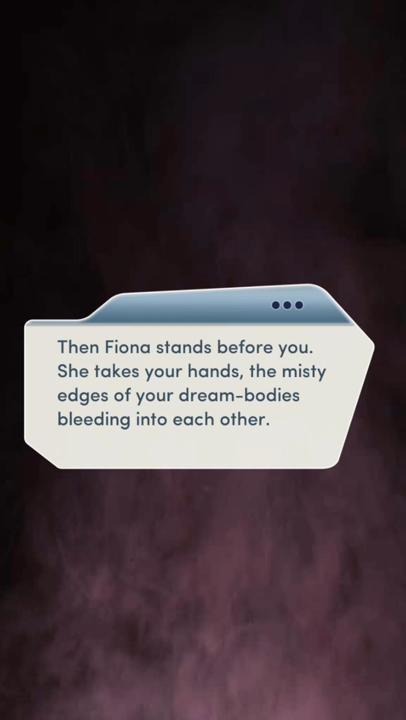 Then Fiona stands before you.
She takes your hands, the misty
edges of your dream-bodies
bleeding into each other.